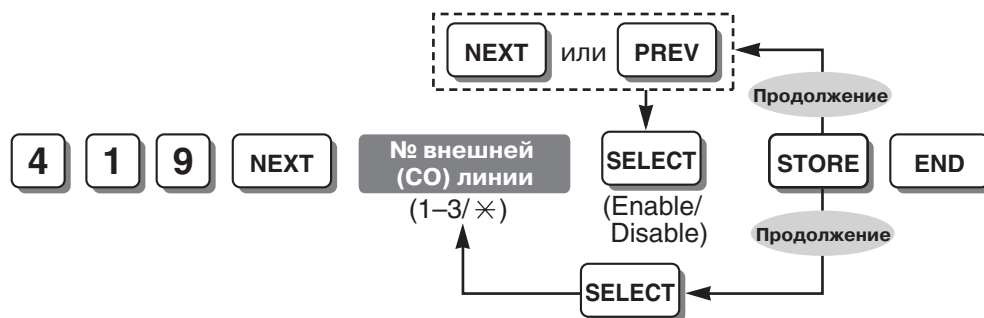 NEXT или PREV
Продолжение
4 1 9 NEXT № внешней (CO) линии SELECT STORE END
(1–3/✳)
(Enable/
Disable)
Продолжение
SELECT